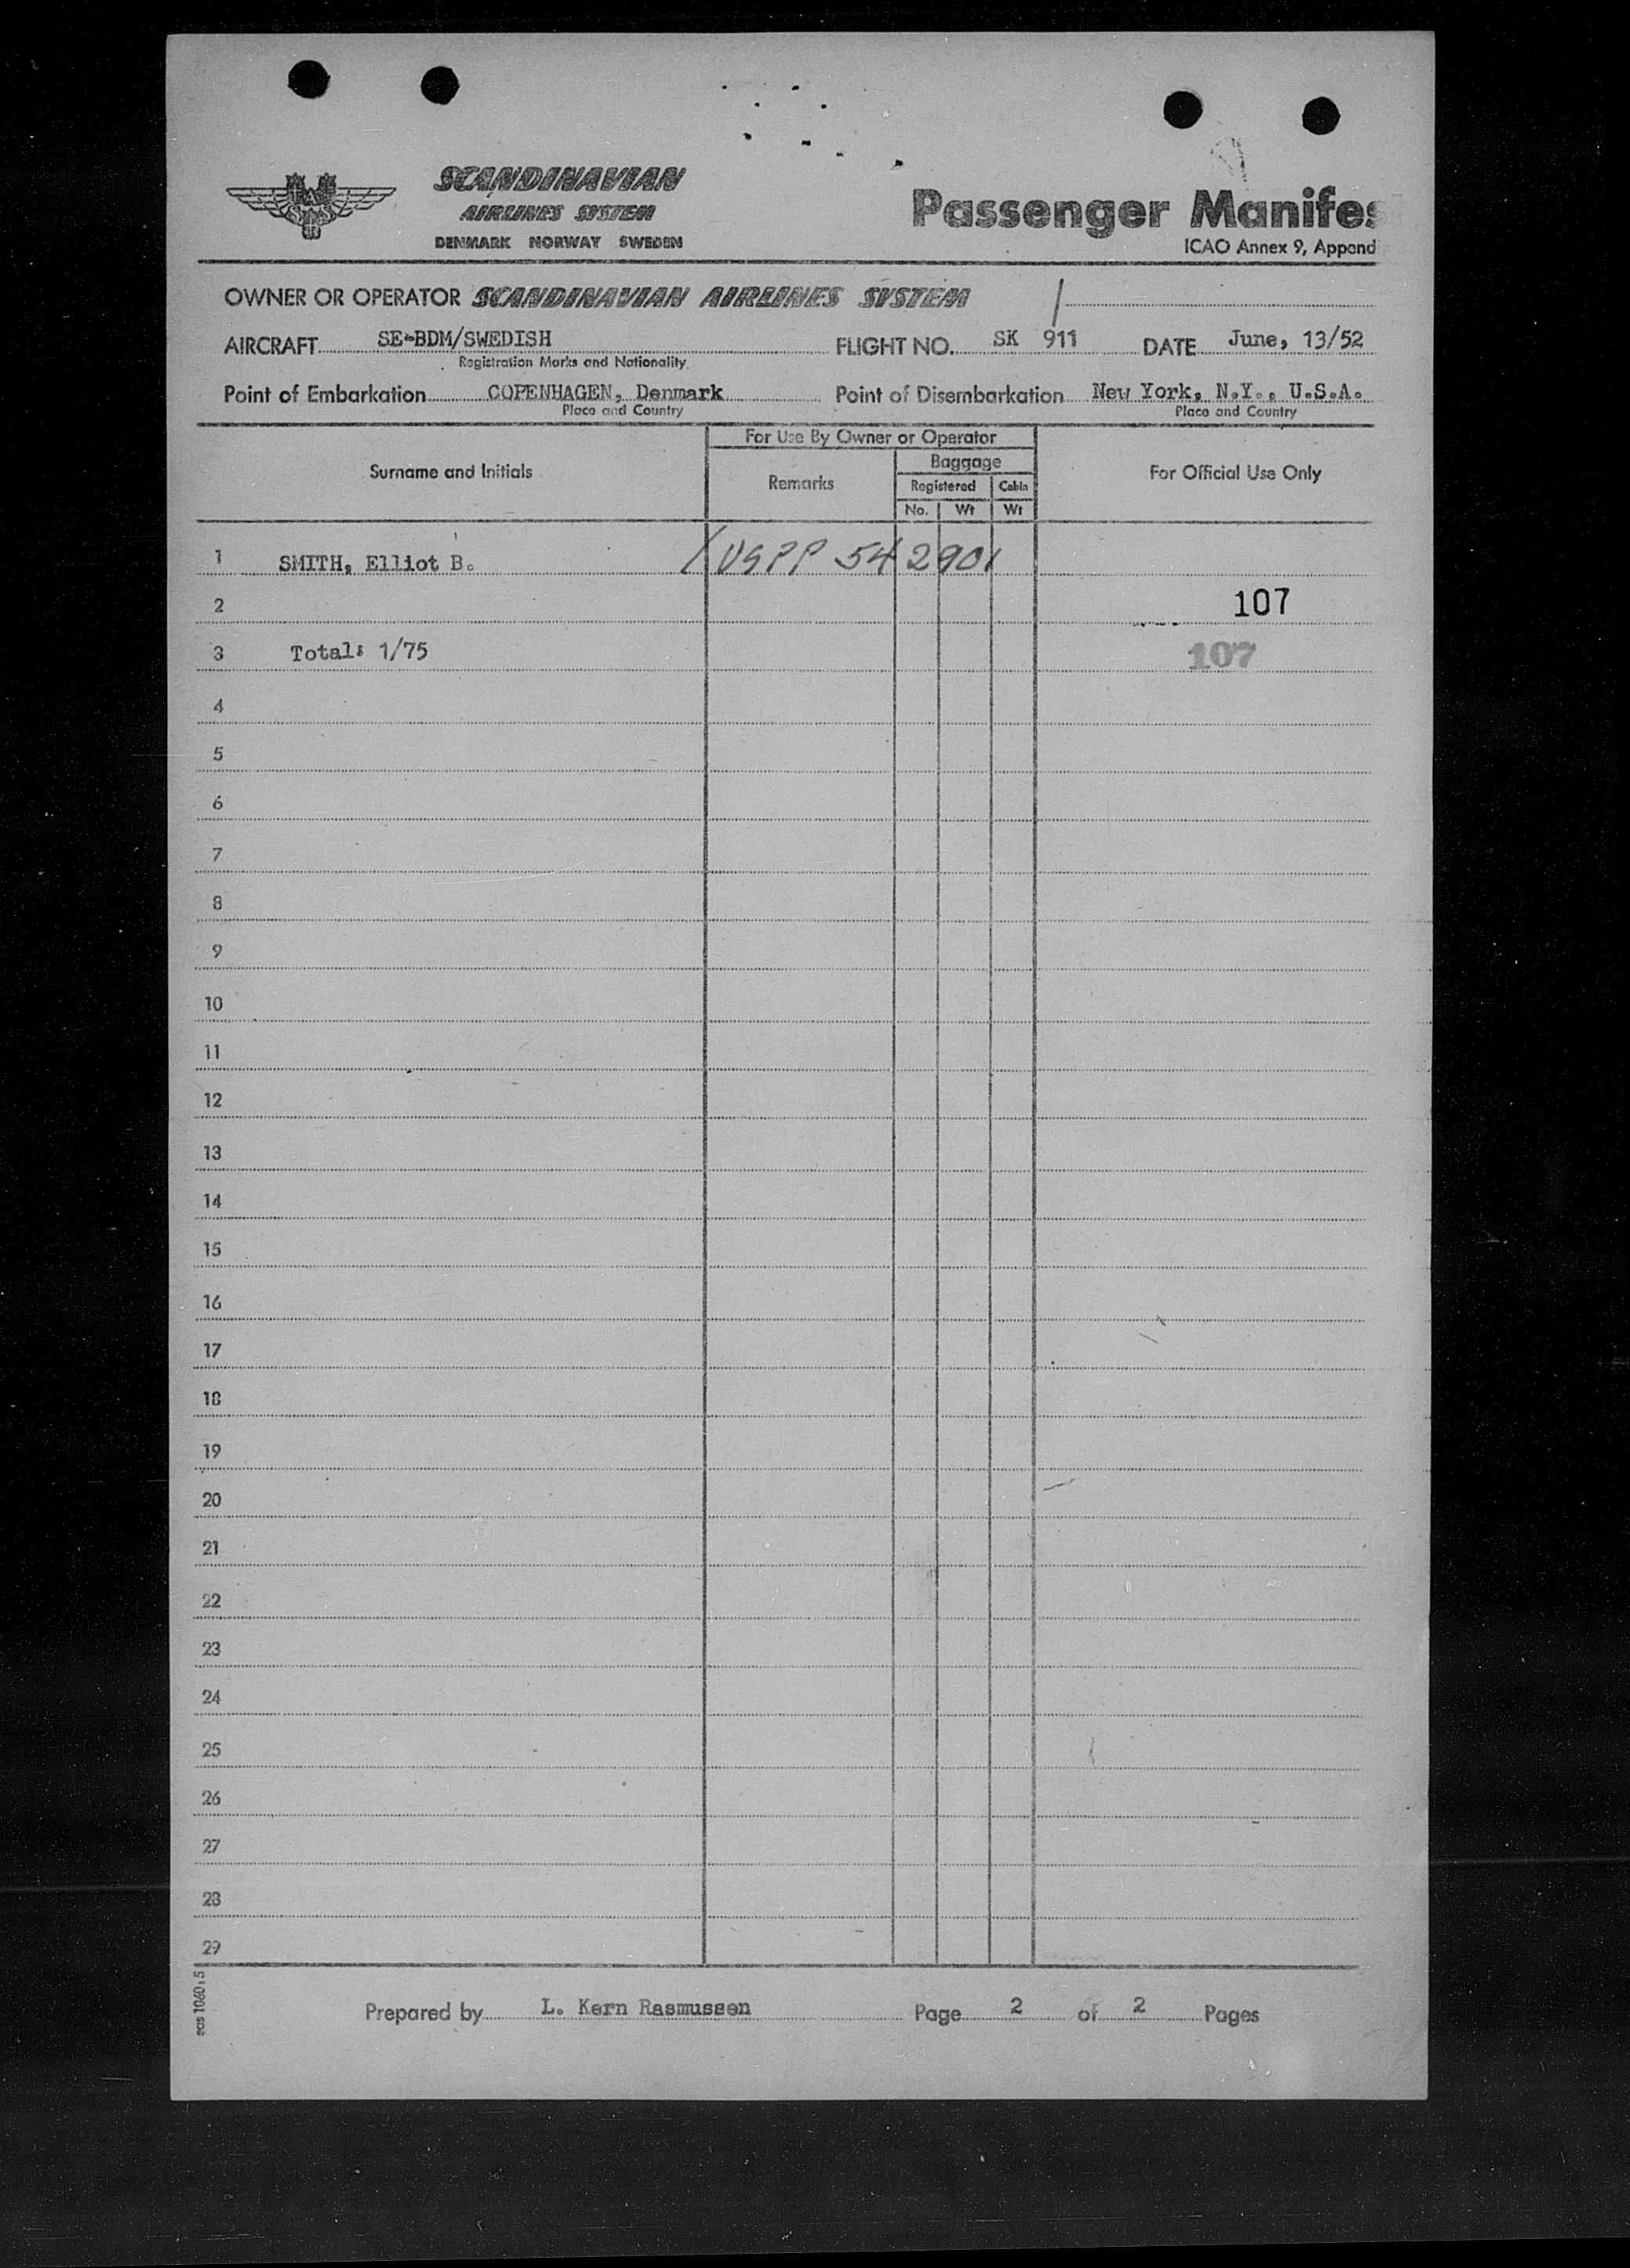 SCANDINAVIAN
AIRLINES SYSTEM
DENMARK NORWAY SWEDEN
Passenger Manifes
ICAO Annex 9, Append
OWNER OR OPERATOR SCANDINAVIAN AIRLINES SYSTEM
AIRCRAFT SE-BDM/SWEDISH FLIGHT NO. SK 911 DATE June, 13/52
Registration Marks and Nationality
Point of Embarkation COPENHAGEN, Denmark Point of Disembarkation New York, N.Y., U.S.A.
Place and Country Place and Country
For Use By Owner or Operator
Surname and Initials Remarks Baggage For Official Use Only
Registered Cabin
No. Wt Wt
1 SMITH, Elliot B. / USPP 542901
2 107
3 Total: 1/75 107
4
5
6
7
8
9
10
11
12
13
14
15
16
17
18
19
20
21
22
23
24
25
26
27
28
29
sas 1060:5
Prepared by L. Kern Rasmussen Page 2 of 2 Pages